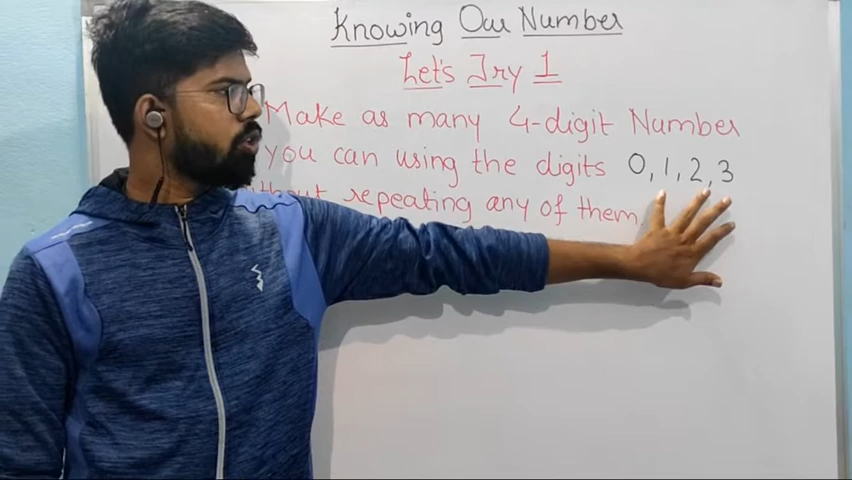 Knowing Our Number
Let's Try 1
Make as many 4-digit Number
you can using the digits 0,1,2,3
repeating any of them